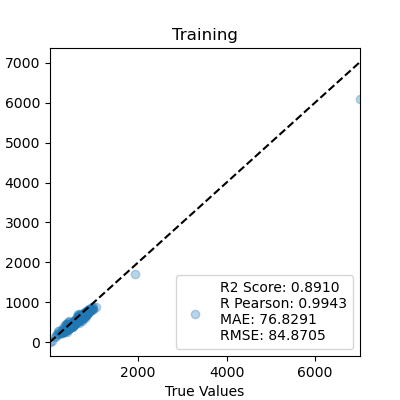 Training
7000
6000
5000
4000
3000
2000
1000
0
R2 Score: 0.8910
R Pearson: 0.9943
MAE: 76.8291
RMSE: 84.8705
2000 4000 6000
True Values